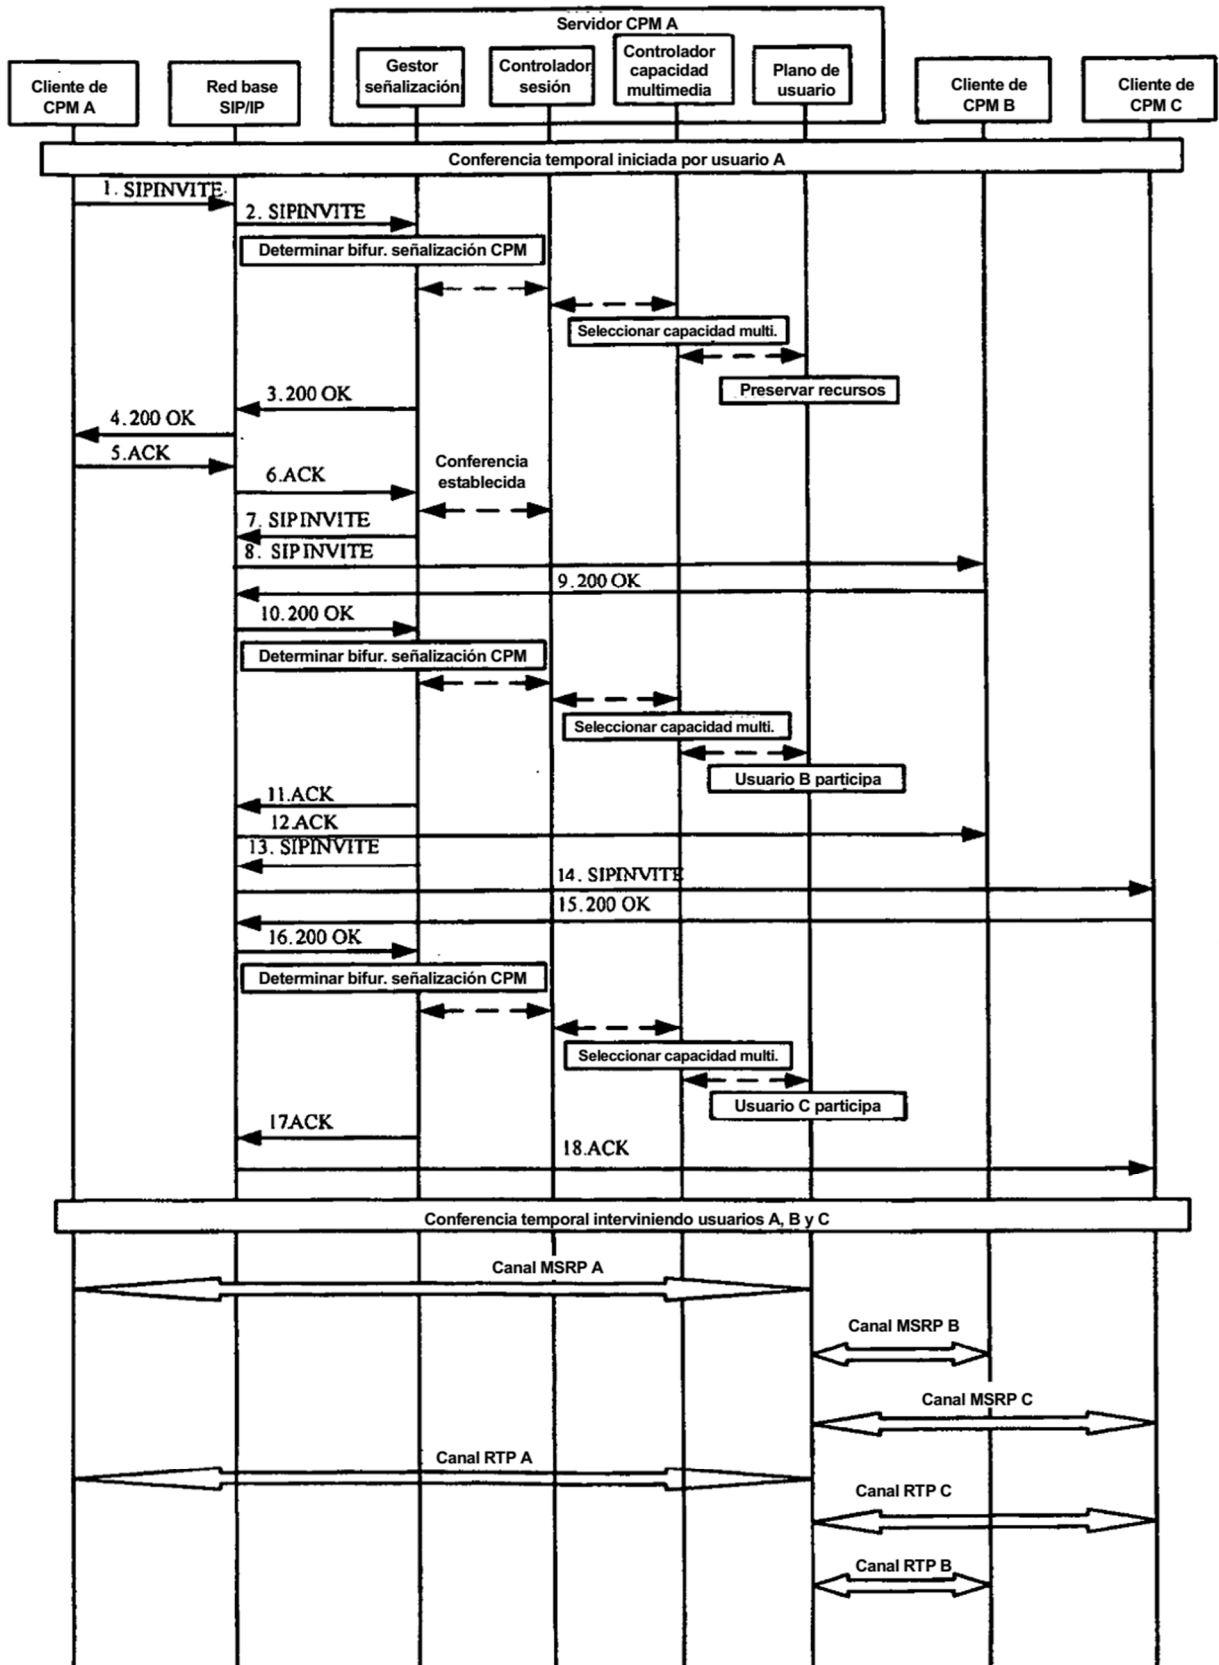 Servidor CPM A
Cliente de
CPM A
Red base
SIP/IP
Gestor
señalización
Controlador
sesión
Controlador
capacidad
multimedia
Plano de
usuario
Cliente de
CPM B
Cliente de
CPM C
Conferencia temporal iniciada por usuario A
1. SIPINVITE
2. SIPINVITE
Determinar bifur. señalización CPM
Seleccionar capacidad multi.
Preservar recursos
3.200 OK
4.200 OK
5.ACK
6.ACK
Conferencia
establecida
7. SIPINVITE
8. SIPINVITE
9.200 OK
10.200 OK
Determinar bifur. señalización CPM
Seleccionar capacidad multi.
Usuario B participa
11.ACK
12.ACK
13. SIPINVITE
14. SIPINVITE
15.200 OK
16.200 OK
Determinar bifur. señalización CPM
Seleccionar capacidad multi.
Usuario C participa
17.ACK
18.ACK
Conferencia temporal interviniendo usuarios A, B y C
Canal MSRP A
Canal MSRP B
Canal MSRP C
Canal RTP A
Canal RTP C
Canal RTP B